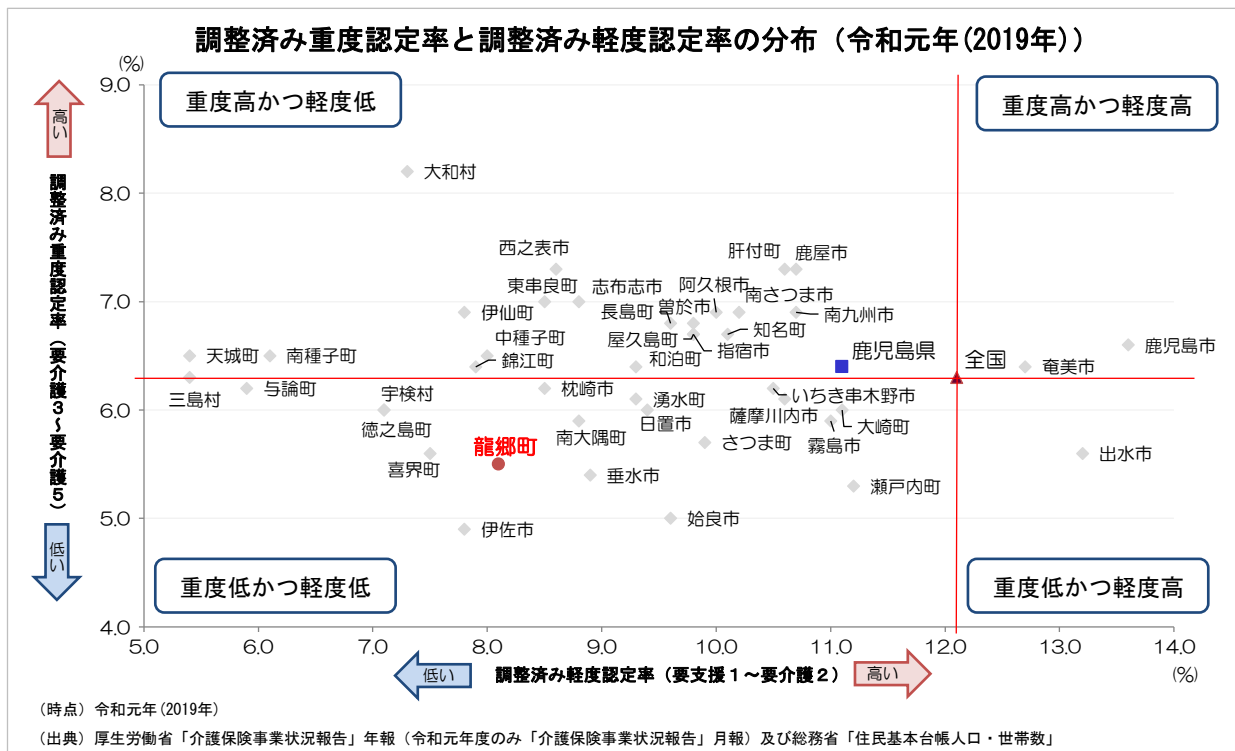 調整済み重度認定率と調整済み軽度認定率の分布（令和元年(2019年)）
(%)
9.0
8.0
7.0
6.0
5.0
4.0
高い
調整済み重度認定率（要介護３～要介護５）
低い
重度高かつ軽度低
重度高かつ軽度高
大和村
西之表市
肝付町
鹿屋市
東串良町
志布志市
阿久根市
伊仙町
長島町
曽於市
南さつま市
南九州市
中種子町
屋久島町
指宿市
知名町
天城町
南種子町
錦江町
和泊町
鹿児島県
全国
奄美市
鹿児島市
三島村
与論町
宇検村
枕崎市
湧水町
いちき串木野市
徳之島町
南大隅町
日置市
薩摩川内市
大崎町
喜界町
龍郷町
さつま町
霧島市
出水市
垂水市
瀬戸内町
伊佐市
姶良市
重度低かつ軽度低
重度低かつ軽度高
5.0
6.0
7.0
8.0
9.0
10.0
11.0
12.0
13.0
14.0
低い
調整済み軽度認定率（要支援１～要介護２）
高い
(%)
（時点）令和元年(2019年)
（出典）厚生労働省「介護保険事業状況報告」年報（令和元年度のみ「介護保険事業状況報告」月報）及び総務省「住民基本台帳人口・世帯数」